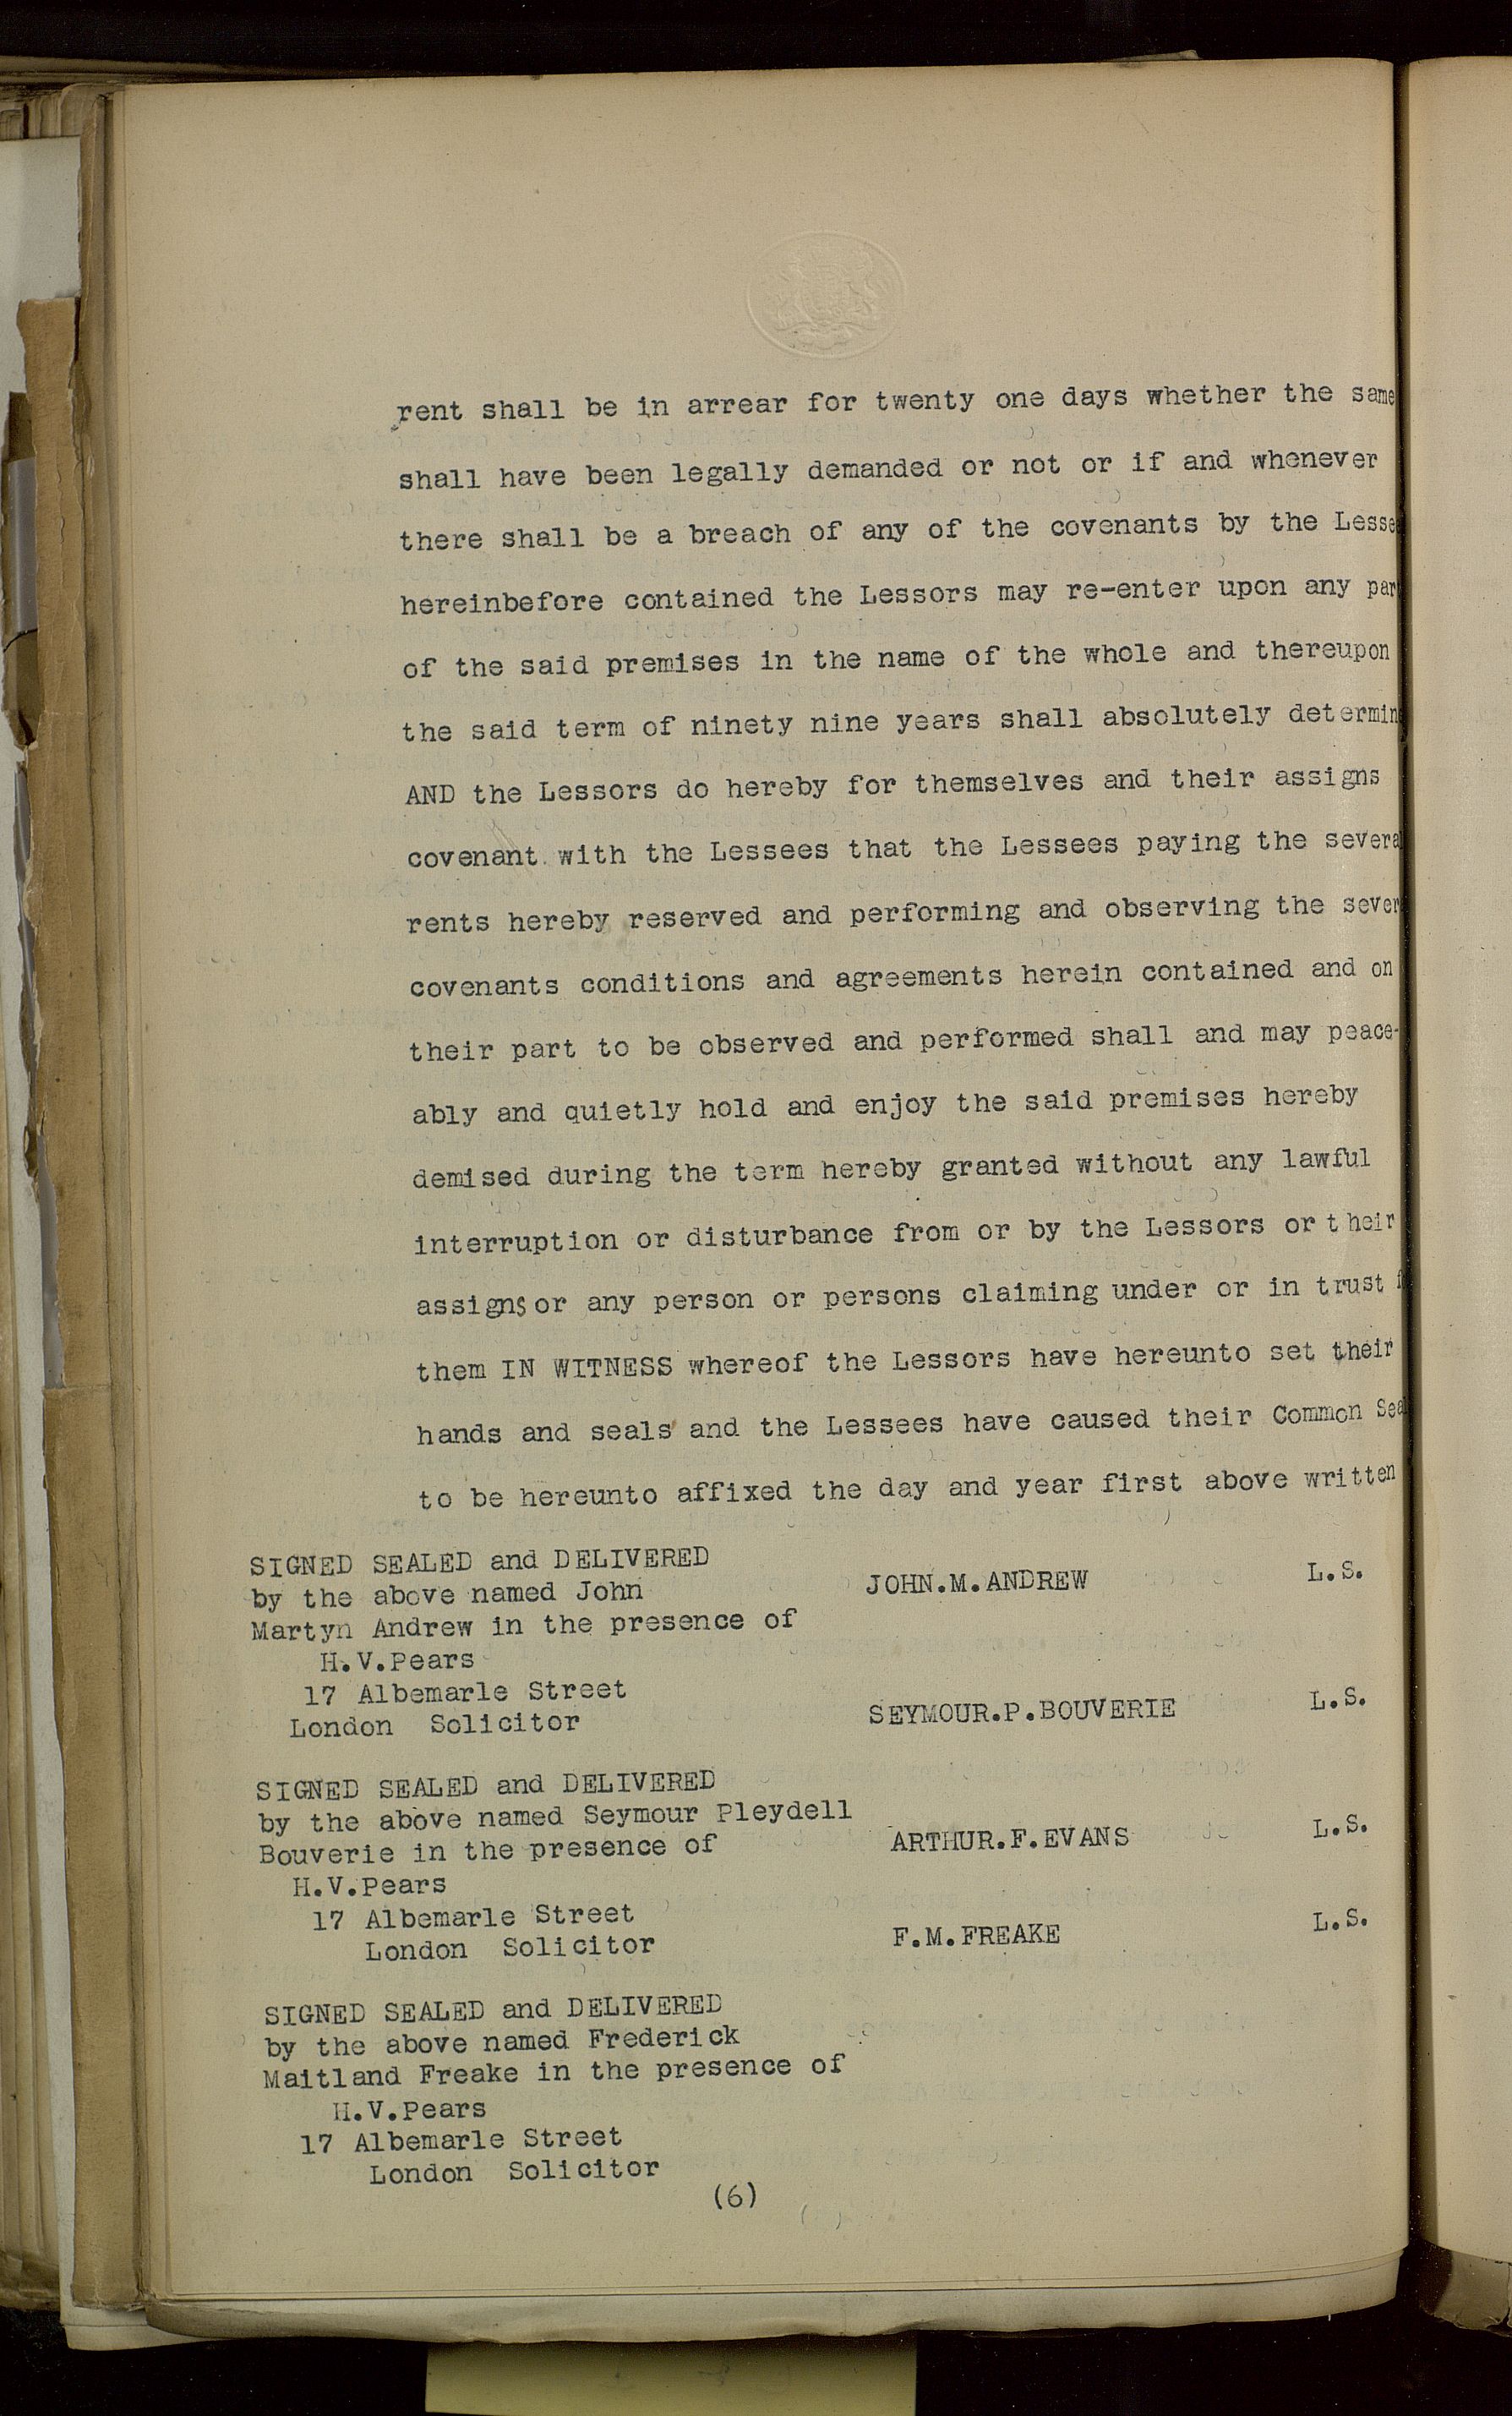 rent shall be in arrear for twenty one days whether the same
shall have been legally demanded or not or if and whenever
there shall be a breach of any of the covenants by the Lessee
hereinbefore contained the Lessors may re-enter upon any par
of the said premises in the name of the whole and thereupon
the said term of ninety nine years shall absolutely determin
AND the Lessors do hereby for themselves and their assigns
covenant with the Lessees that the Lessees paying the several
rents hereby reserved and performing and observing the sever
covenants conditions and agreements herein contained and on
their part to be observed and performed shall and may peace-
ably and quietly hold and enjoy the said premises hereby
demised during the term hereby granted without any lawful
interruption or disturbance from or by the Lessors or their
assigns or any person or persons claiming under or in trust
them IN WITNESS whereof the Lessors have hereunto set their
hands and seals and the Lessees have caused their Common Seal
to be hereunto affixed the day and year first above written
SIGNED SEALED and DELIVERED
by the above named John
Martyn Andrew in the presence of
H.V.Pears
17 Albemarle Street
London Solicitor
JOHN.M.ANDREW L.S.
SEYMOUR.P.BOUVERIE L.S.
SIGNED SEALED and DELIVERED
by the above named Seymour Pleydell
Bouverie in the presence of
H.V.Pears
17 Albemarle Street
London Solicitor
ARTHUR.F.EVANS L.S.
F.M.FREAKE L.S.
SIGNED SEALED and DELIVERED
by the above named Frederick
Maitland Freake in the presence of
H.V.Pears
17 Albemarle Street
London Solicitor
(6)